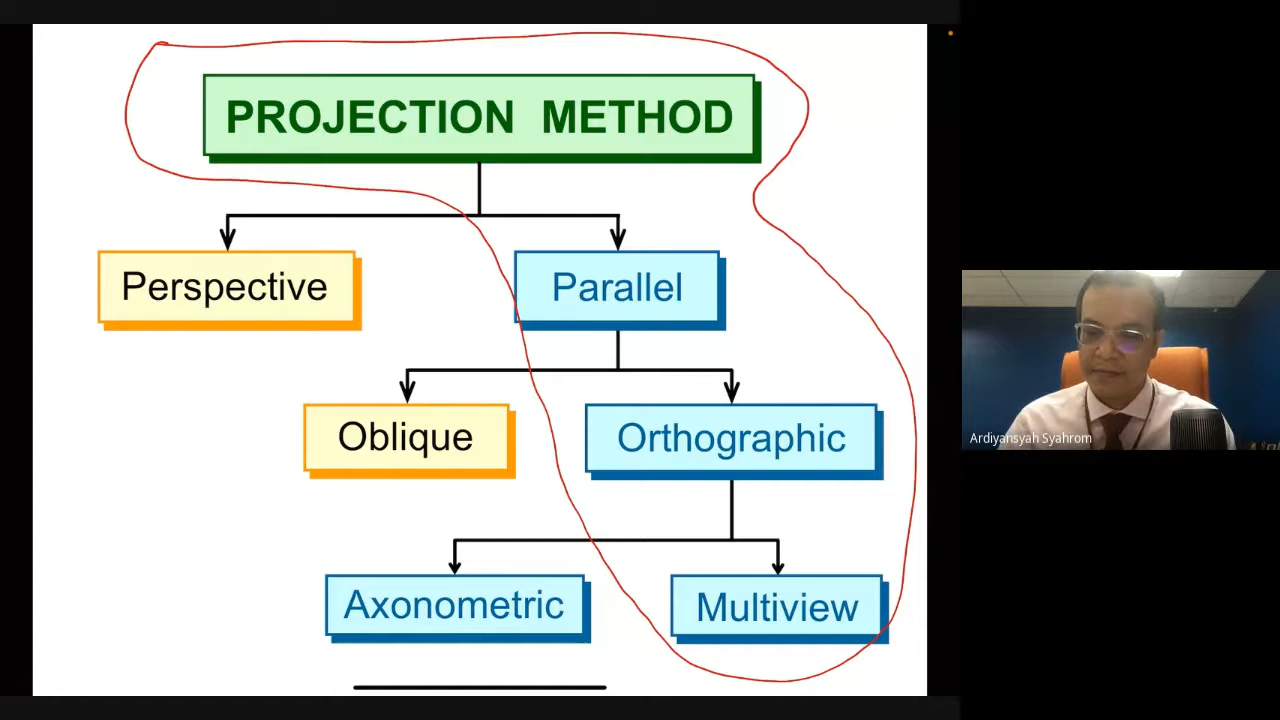 PROJECTION METHOD
Perspective
Parallel
Oblique
Orthographic
Axonometric
Multiview
Ardiyansyah Syahrom